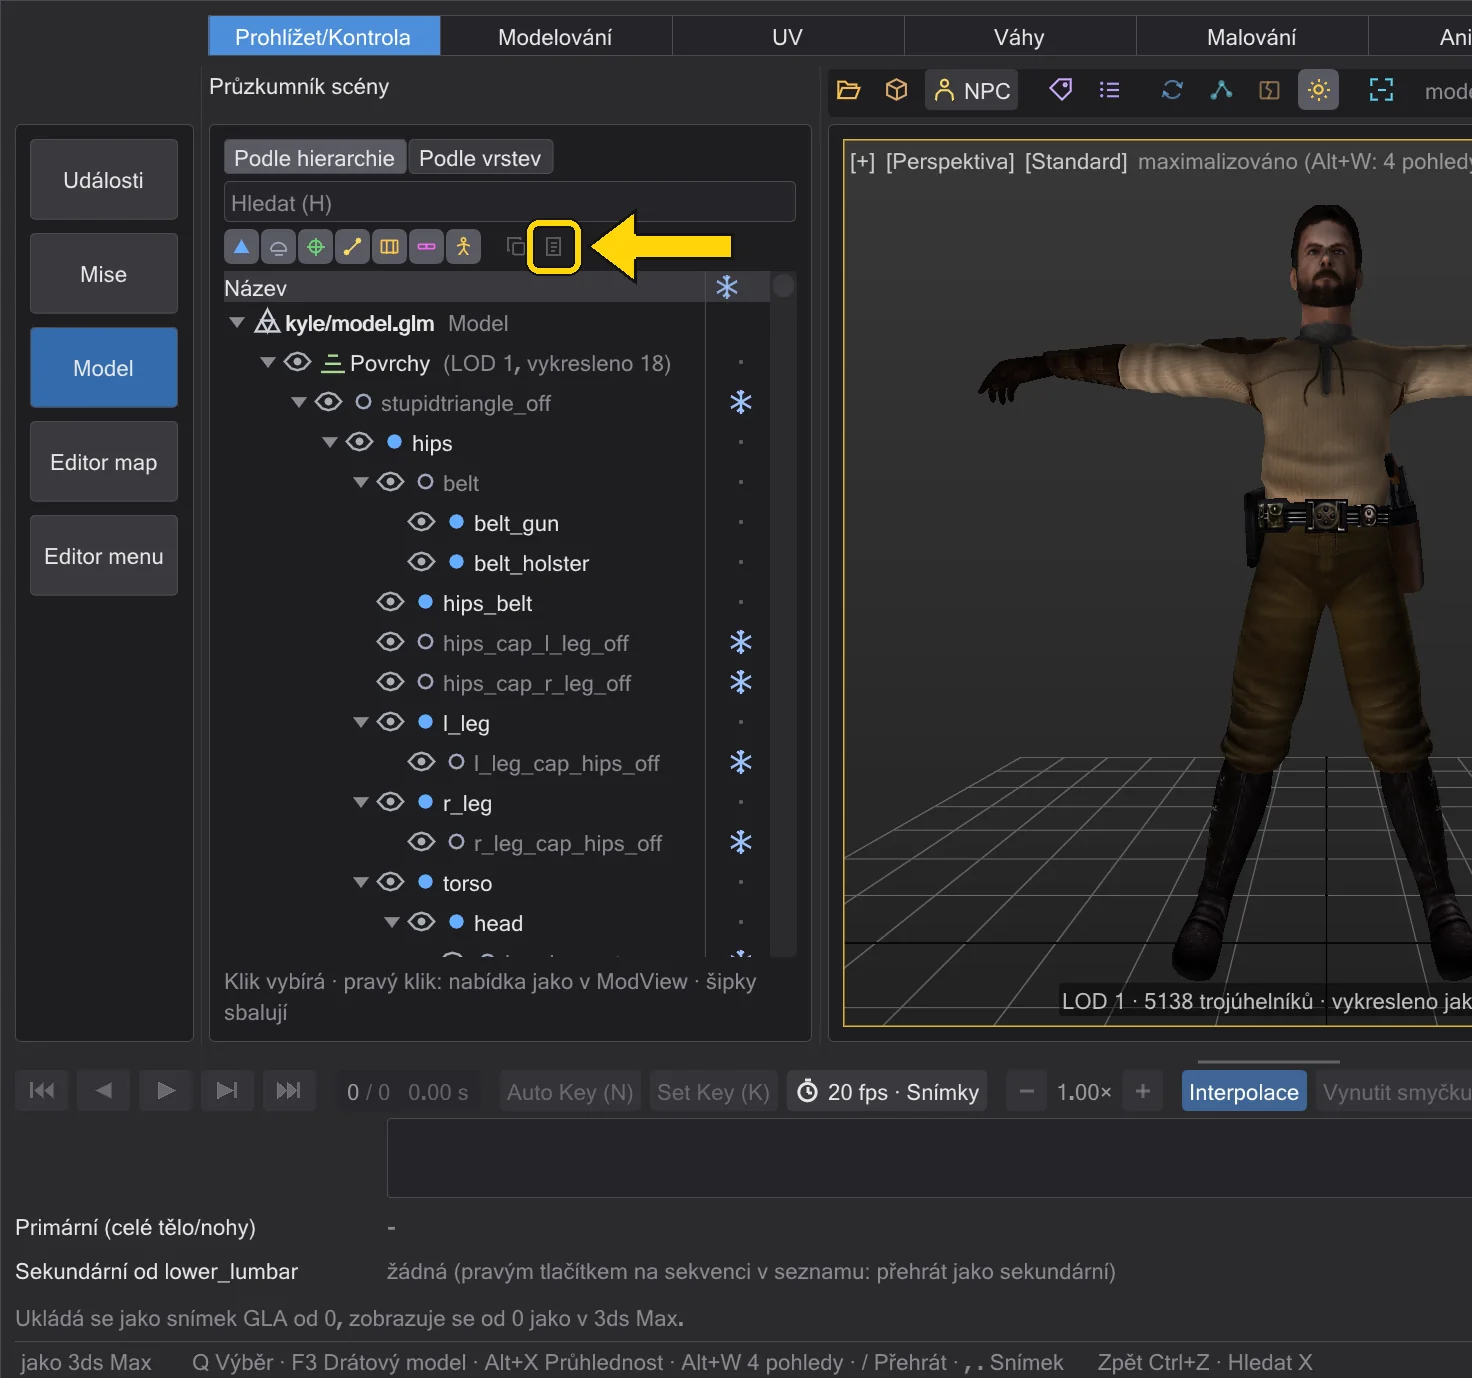 Prohlížet/Kontrola
Modelování
UV
Váhy
Malování
Ani
Průzkumník scény
NPC
mode
Události
Mise
Model
Editor map
Editor menu
Podle hierarchie
Podle vrstev
Hledat (H)
Název
kyle/model.glm Model
Povrchy (LOD 1, vykresleno 18)
stupidtriangle_off
hips
belt
belt_gun
belt_holster
hips_belt
hips_cap_l_leg_off
hips_cap_r_leg_off
l_leg
l_leg_cap_hips_off
r_leg
r_leg_cap_hips_off
torso
head
Klik vybírá · pravý klik: nabídka jako v ModView · šipky
sbalují
[+] [Perspektiva] [Standard] maximalizováno (Alt+W: 4 pohledy
LOD 1 · 5138 trojúhelníků · vykresleno jak
0 / 0 0.00 s
Auto Key (N)
Set Key (K)
20 fps · Snímky
− 1.00× +
Interpolace
Vynutit smyčku
Primární (celé tělo/nohy) -
Sekundární od lower_lumbar žádná (pravým tlačítkem na sekvenci v seznamu: přehrát jako sekundární)
Ukládá se jako snímek GLA od 0, zobrazuje se od 0 jako v 3ds Max.
jako 3ds Max Q Výběr · F3 Drátový model · Alt+X Průhlednost · Alt+W 4 pohledy · / Přehrát · , . Snímek Zpět Ctrl+Z · Hledat X